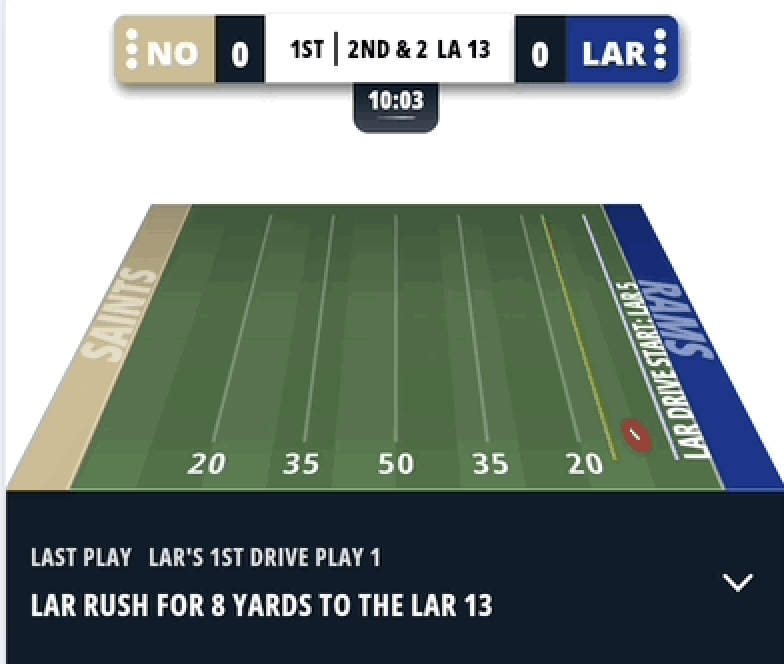 NO 0 1ST | 2ND & 2 LA 13 0 LAR
10:03
SAINTS
RAMS
LAR DRIVE START: LAR 5
20 35 50 35 20
LAST PLAY LAR'S 1ST DRIVE PLAY 1
LAR RUSH FOR 8 YARDS TO THE LAR 13